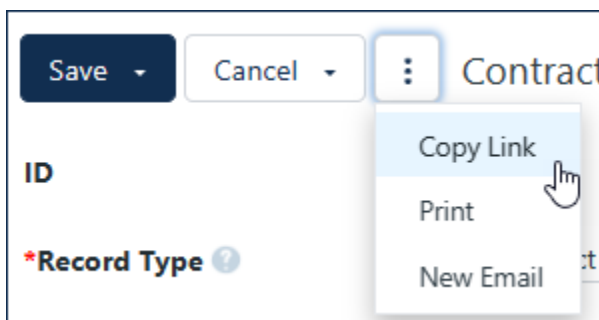 Save Cancel Contract
Copy Link
ID
Print
*Record Type ?
New Email